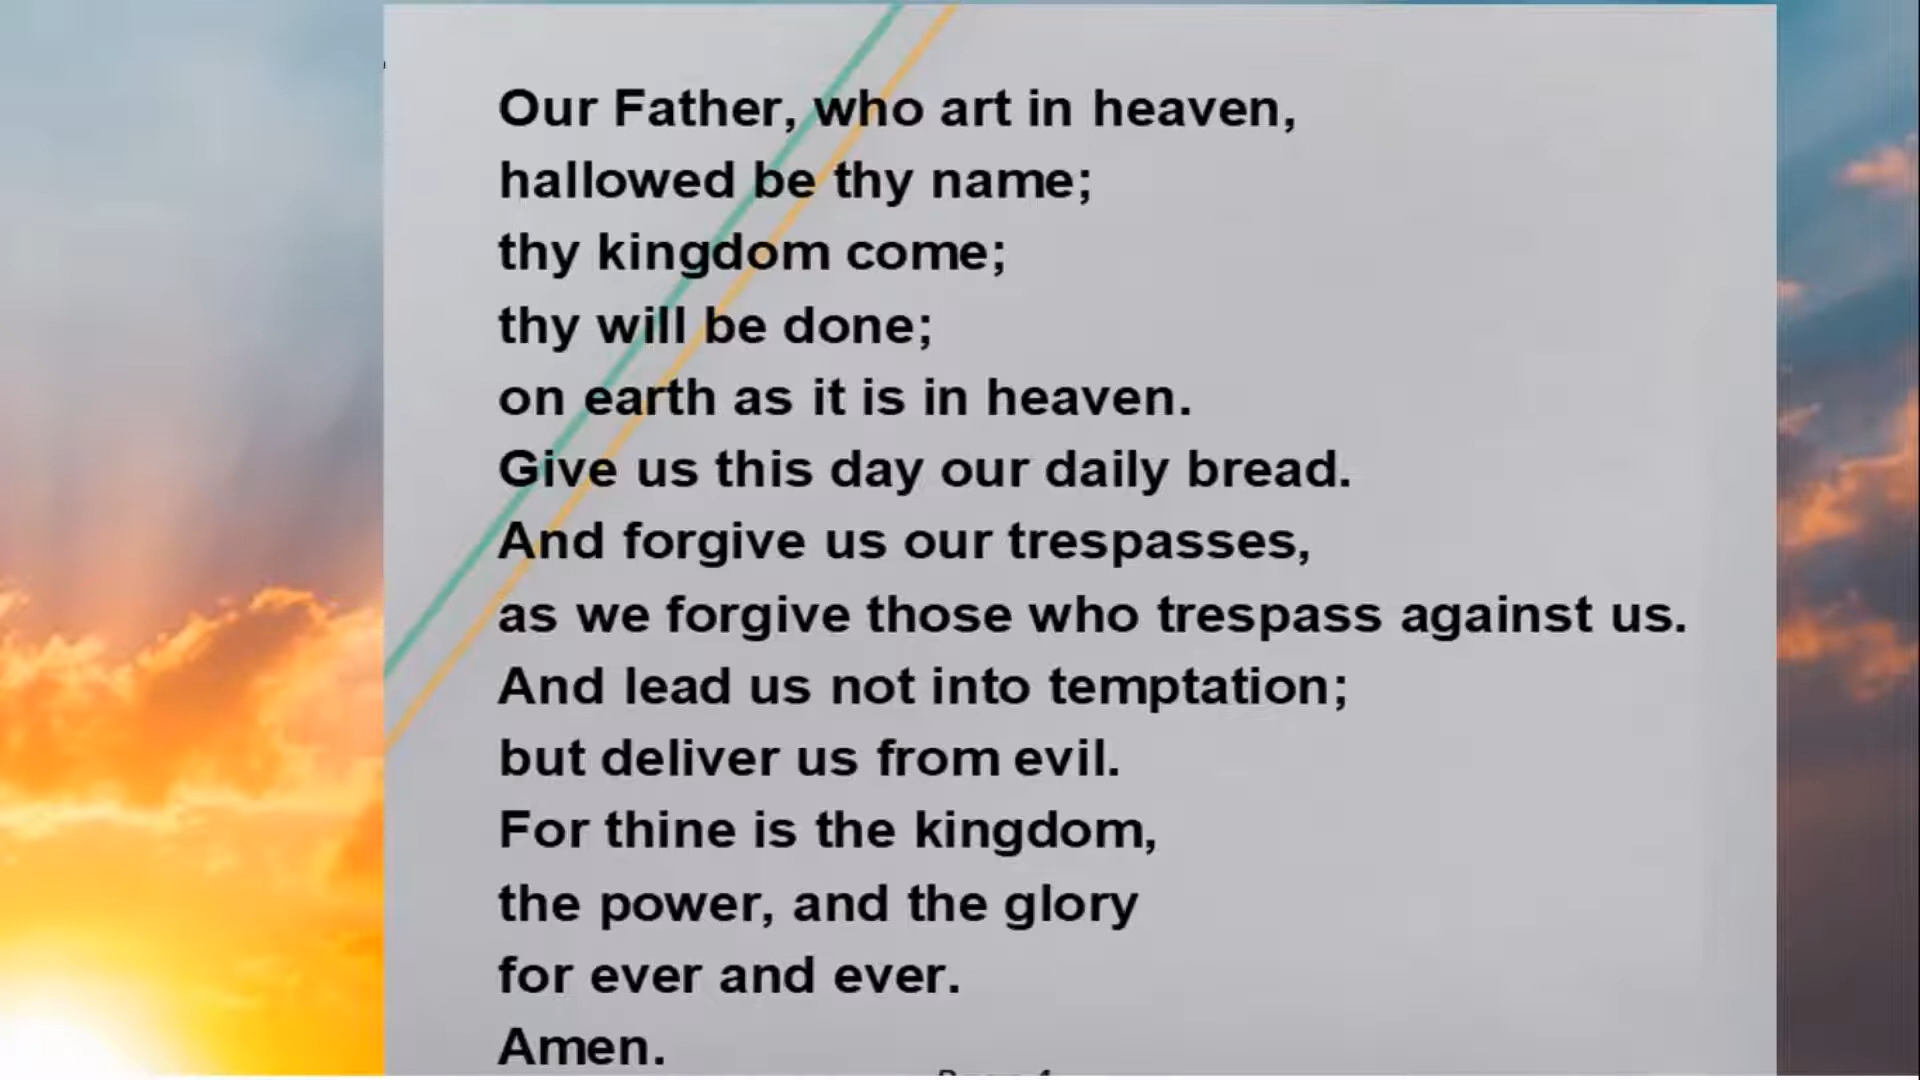 Our Father, who art in heaven,
hallowed be thy name;
thy kingdom come;
thy will be done;
on earth as it is in heaven.
Give us this day our daily bread.
And forgive us our trespasses,
as we forgive those who trespass against us.
And lead us not into temptation;
but deliver us from evil.
For thine is the kingdom,
the power, and the glory
for ever and ever.
Amen.